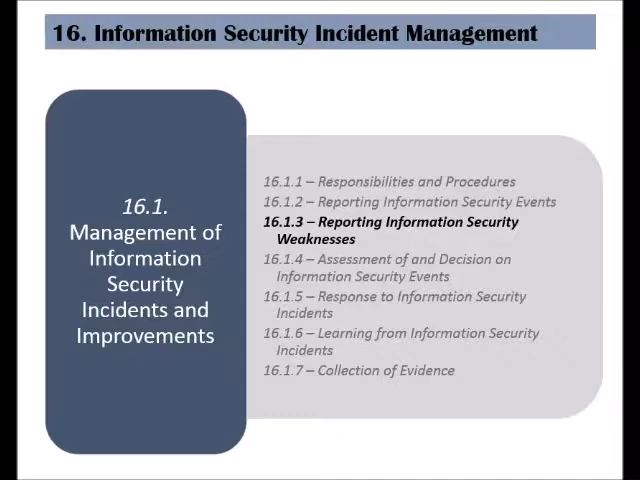 16. Information Security Incident Management
16.1.
Management of
Information
Security
Incidents and
Improvements
16.1.1 – Responsibilities and Procedures
16.1.2 – Reporting Information Security Events
16.1.3 – Reporting Information Security
Weaknesses
16.1.4 – Assessment of and Decision on
Information Security Events
16.1.5 – Response to Information Security
Incidents
16.1.6 – Learning from Information Security
Incidents
16.1.7 – Collection of Evidence